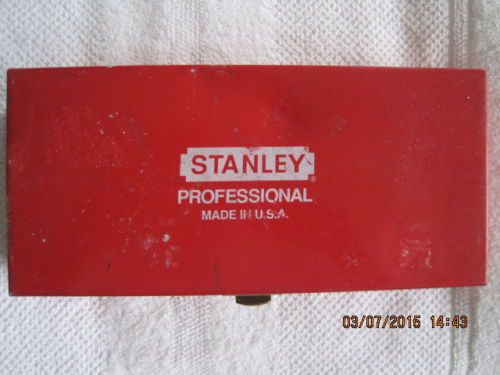 STANLEY®
PROFESSIONAL
MADE IN U.S.A.
03/07/2015 14:43